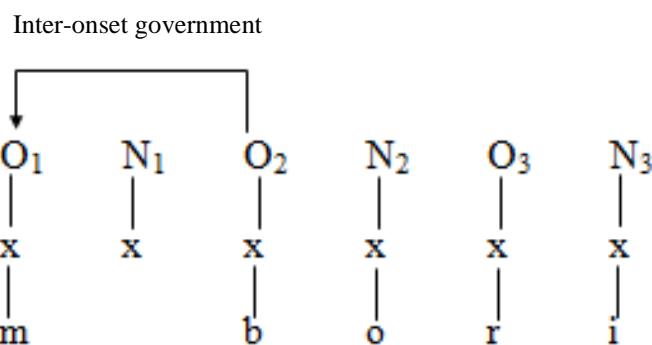 Inter-onset government
O₁ N₁ O₂ N₂ O₃ N₃
x x x x x x
m b o r i